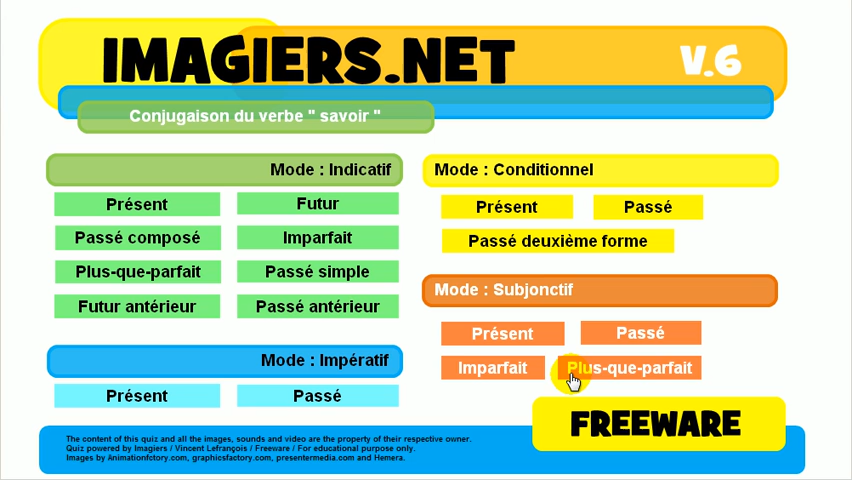 IMAGIERS.NET
V.6
Conjugaison du verbe " savoir "
Mode : Indicatif
Présent
Futur
Passé composé
Imparfait
Plus-que-parfait
Passé simple
Futur antérieur
Passé antérieur
Mode : Impératif
Présent
Passé
Mode : Conditionnel
Présent
Passé
Passé deuxième forme
Mode : Subjonctif
Présent
Passé
Imparfait
Plus-que-parfait
FREEWARE
The content of this quiz and all the images, sounds and video are the property of their respective owner.
Quiz powered by Imagiers / Vincent Lefrançois / Freeware / For educational purpose only.
Images by Animationfctory.com, graphicsfactory.com, presentermedia.com and Hemera.